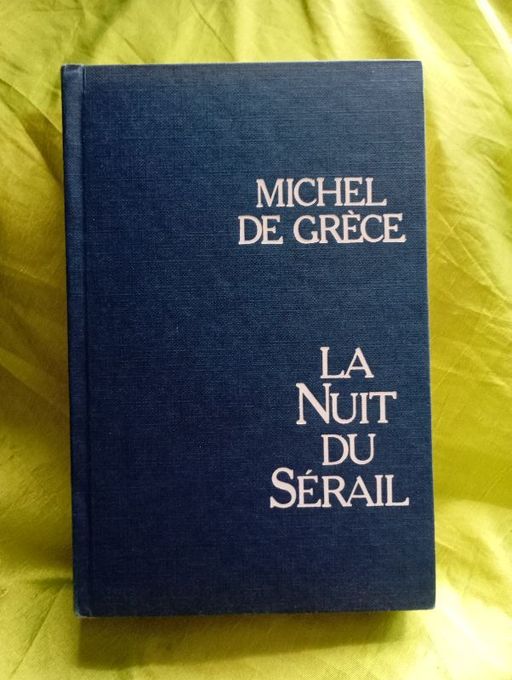 MICHEL
DE GRÈCE
LA
NUIT
DU
SÉRAIL